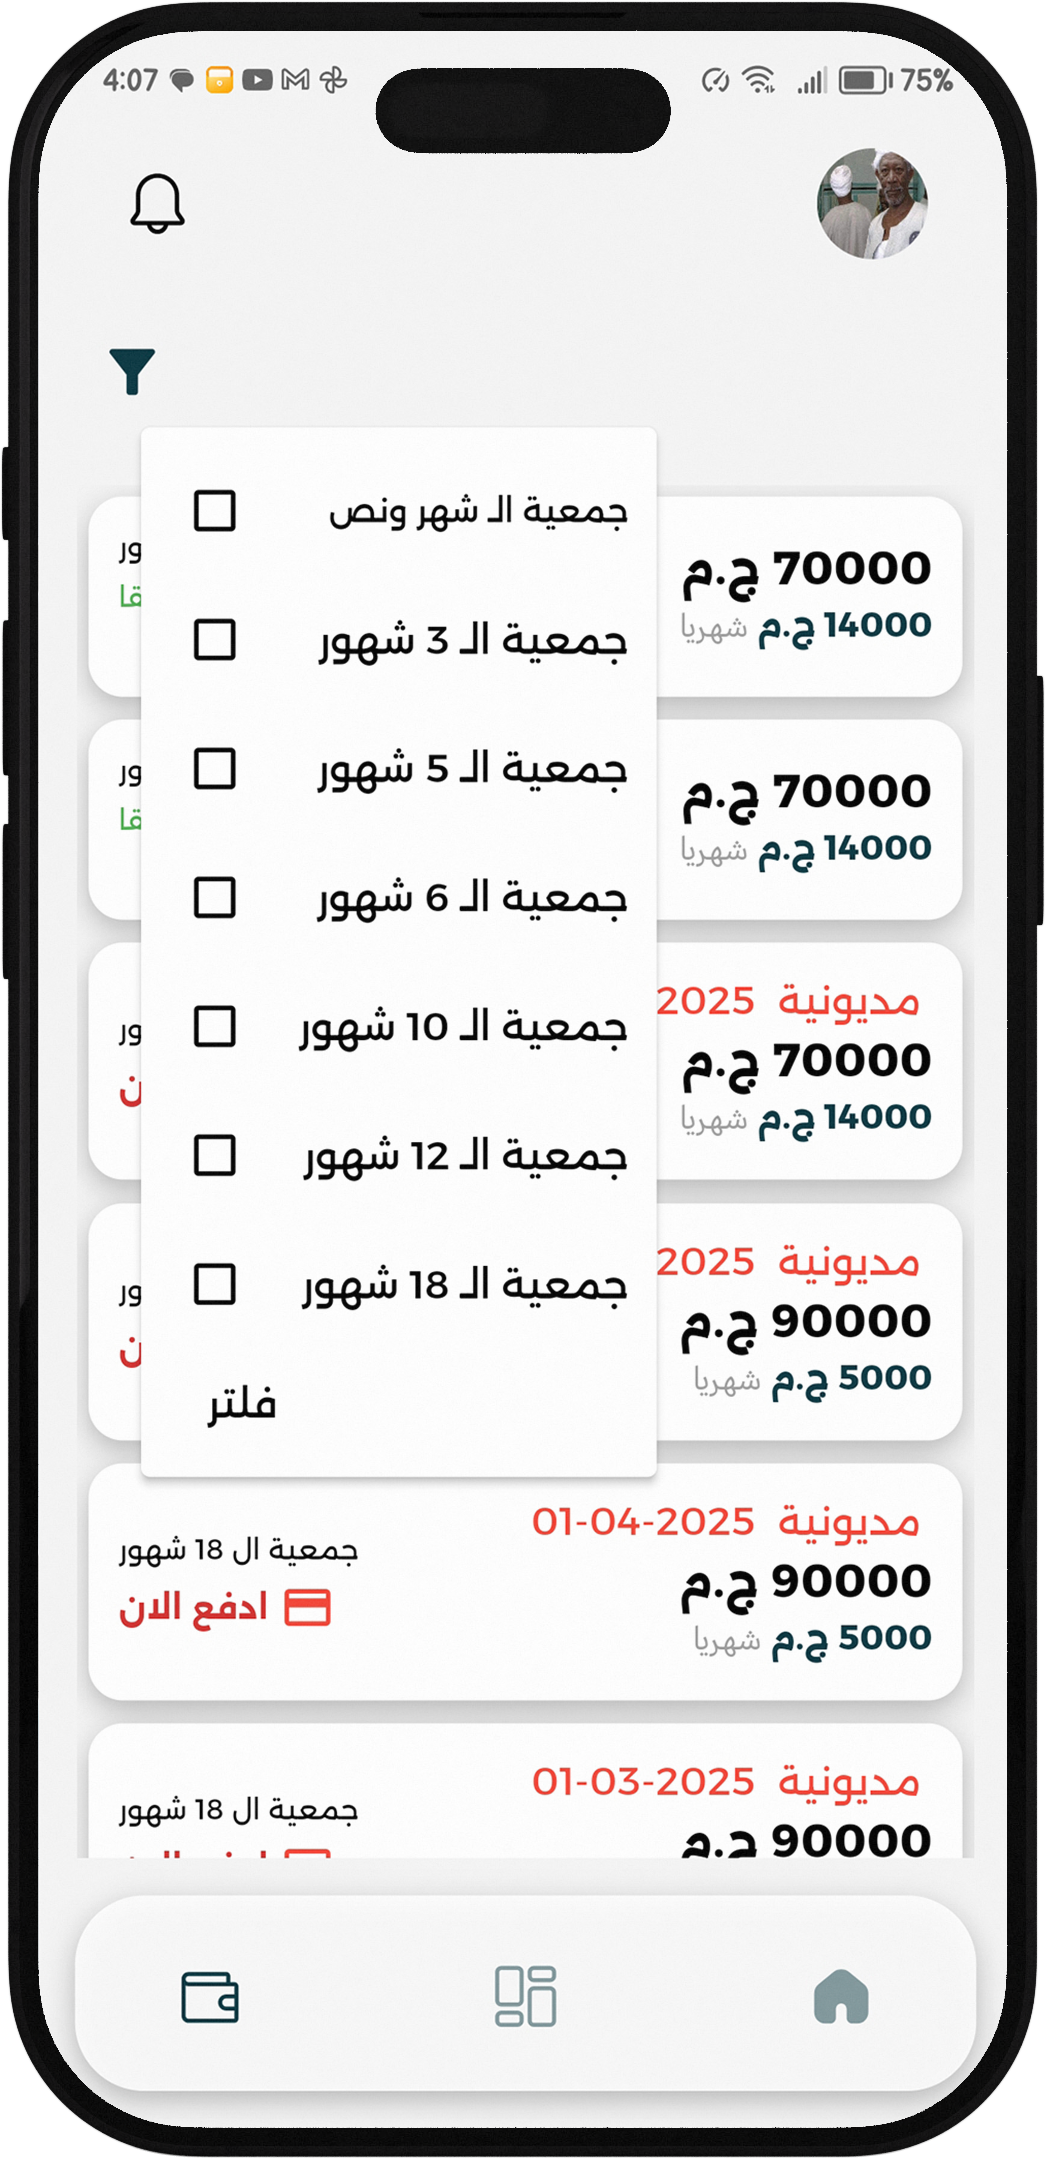 4:07
75%
جمعية الـ شهر ونص
جمعية الـ 3 شهور
جمعية الـ 5 شهور
جمعية الـ 6 شهور
جمعية الـ 10 شهور
جمعية الـ 12 شهور
جمعية الـ 18 شهور
فلتر
70000 ج.م
14000 ج.م شهريا
70000 ج.م
14000 ج.م شهريا
مديونية 2025
70000 ج.م
14000 ج.م شهريا
مديونية 2025
90000 ج.م
5000 ج.م شهريا
مديونية 01-04-2025
90000 ج.م
5000 ج.م شهريا
جمعية ال 18 شهور
ادفع الان
مديونية 01-03-2025
90000 ج.م
جمعية ال 18 شهور